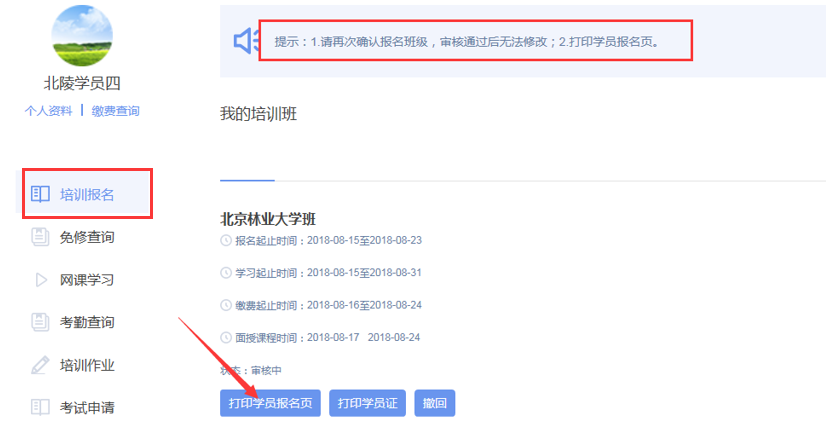 提示：1.请再次确认报名班级，审核通过后无法修改；2.打印学员报名页。
北陵学员四
个人资料 缴费查询
我的培训班
培训报名
免修查询
网课学习
考勤查询
培训作业
考试申请
北京林业大学班
报名起止时间：2018-08-15至2018-08-23
学习起止时间：2018-08-15至2018-08-31
缴费起止时间：2018-08-16至2018-08-24
面授课程时间：2018-08-17 2018-08-24
状态：审核中
打印学员报名页 打印学员证 撤回